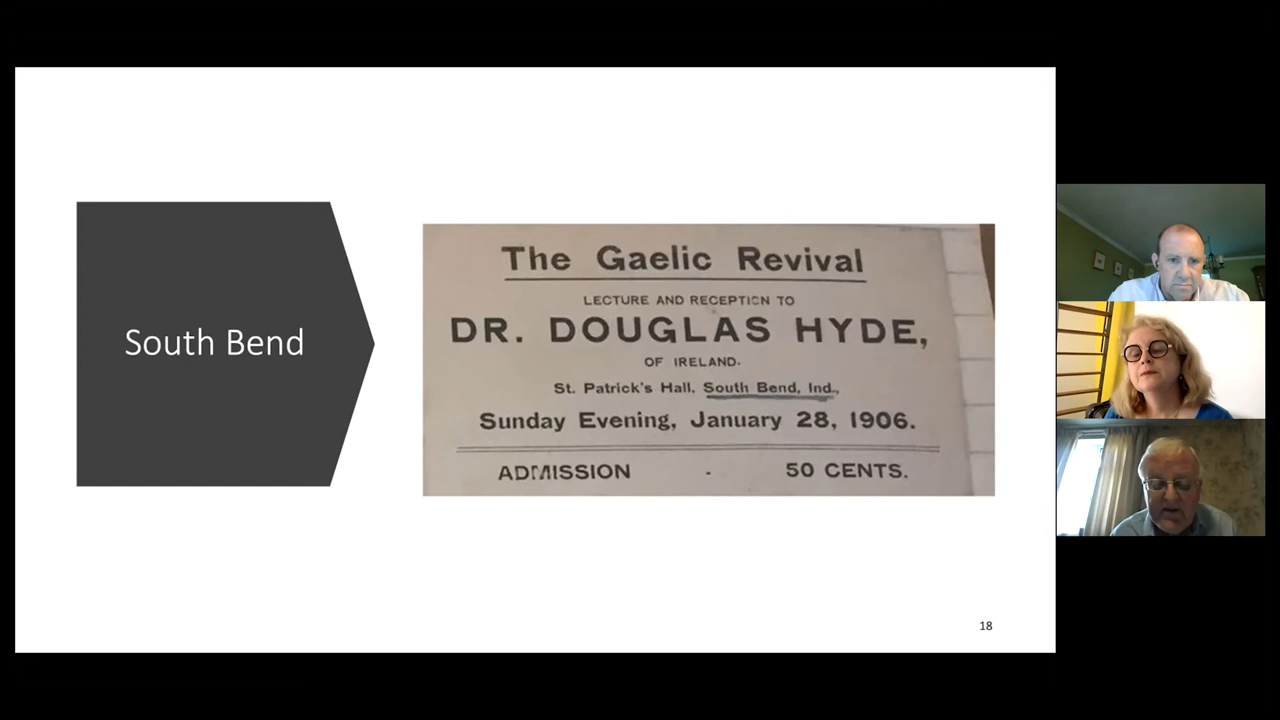 South Bend
The Gaelic Revival
LECTURE AND RECEPTION TO
DR. DOUGLAS HYDE,
OF IRELAND.
St. Patrick's Hall, South Bend, Ind.,
Sunday Evening, January 28, 1906.
ADMISSION - 50 CENTS.
18